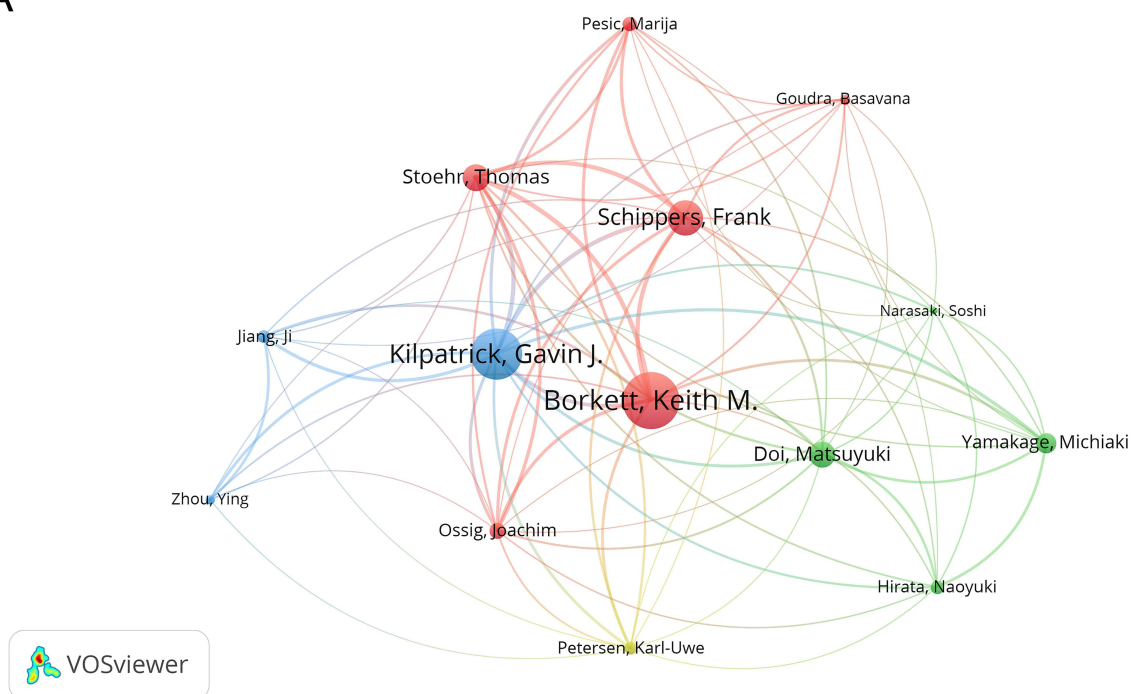 A
Pesic, Marija
Goudra, Basavana
Stoehr, Thomas
Schippers, Frank
Narasaki, Soshi
Jiang, Ji
Kilpatrick, Gavin J.
Borkett, Keith M.
Yamakage, Michiaki
Doi, Matsuyuki
Zhou, Ying
Ossig, Joachim
Hirata, Naoyuki
Petersen, Karl-Uwe
VOSviewer